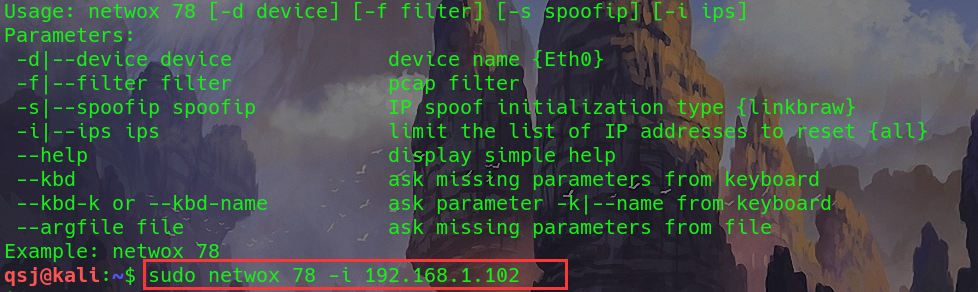 Usage: netwox 78 [-d device] [-f filter] [-s spoofip] [-i ips]
Parameters:
 -d|--device device             device name {Eth0}
 -f|--filter filter             pcap filter
 -s|--spoofip spoofip           IP spoof initialization type {linkbraw}
 -i|--ips ips                   limit the list of IP addresses to reset {all}
 --help                         display simple help
 --kbd                          ask missing parameters from keyboard
 --kbd-k or --kbd-name          ask parameter -k|--name from keyboard
 --argfile file                 ask missing parameters from file
Example: netwox 78
qsj@kali:~$ sudo netwox 78 -i 192.168.1.102